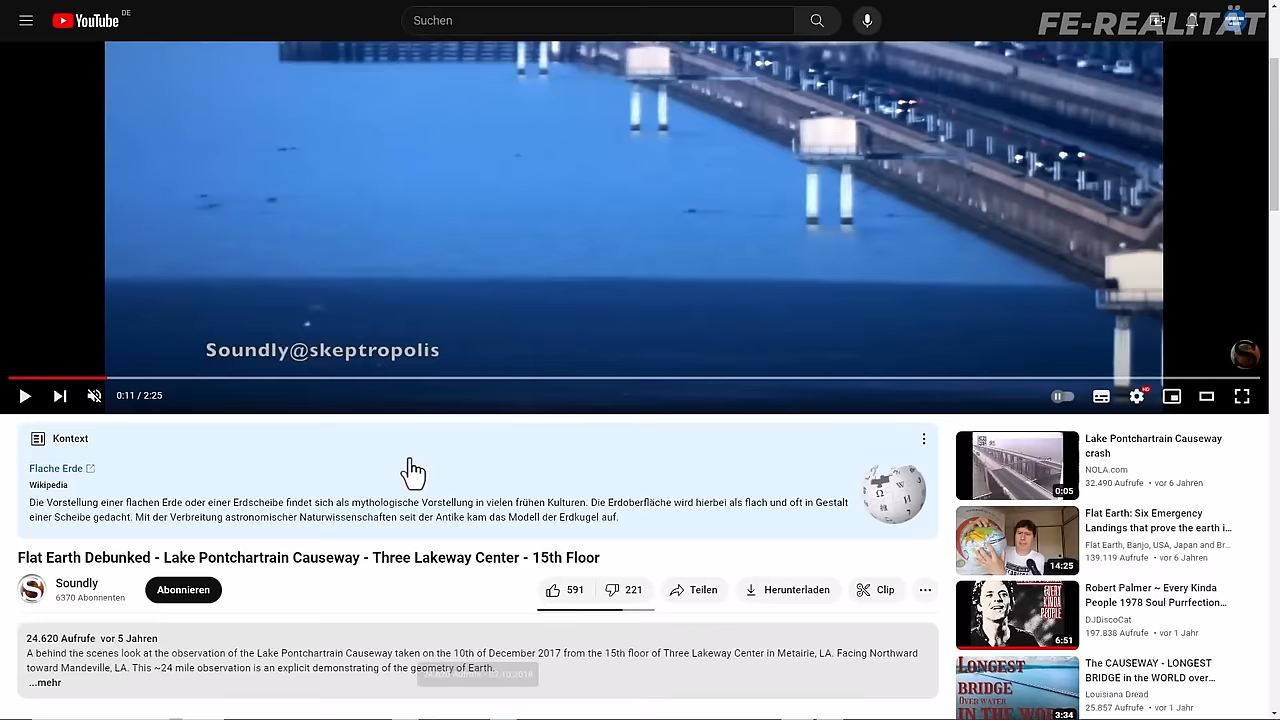 YouTube DE
Suchen
FE-REALITÄT
Soundly@skeptropolis
0:11 / 2:25
HD
Kontext
Flache Erde
Wikipedia
Die Vorstellung einer flachen Erde oder einer Erdscheibe findet sich als kosmologische Vorstellung in vielen frühen Kulturen. Die Erdoberfläche wird hierbei als flach und oft in Gestalt
einer Scheibe gedacht. Mit der Verbreitung astronomischer Naturwissenschaften seit der Antike kam das Modell der Erdkugel auf.
Flat Earth Debunked - Lake Pontchartrain Causeway - Three Lakeway Center - 15th Floor
Soundly
6370 Abonnenten
Abonnieren
591
221
Teilen
Herunterladen
Clip
24.620 Aufrufe vor 5 Jahren
A behind the scenes look at the observation of the Lake Pontchartrain Causeway taken on the 10th of December 2017 from the 15th floor of Three Lakeway Center in Metairie, LA. Facing Northward
toward Mandeville, LA. This ~24 mile observation is an explicit demonstration of the geometry of Earth.
...mehr
Lake Pontchartrain Causeway
crash
NOLA.com
32.490 Aufrufe • vor 6 Jahren
0:05
Flat Earth: Six Emergency
Landings that prove the earth i...
Flat Earth, Banjo, USA, Japan and Br...
139.119 Aufrufe • vor 6 Jahren
14:25
Robert Palmer ~ Every Kinda
People 1978 Soul Purrfection...
DJDiscoCat
197.838 Aufrufe • vor 1 Jahr
EVERY
KINDA
PEOPLE
6:51
The CAUSEWAY - LONGEST
BRIDGE in the WORLD over...
Louisiana Dread
25.857 Aufrufe • vor 1 Jahr
LONGEST
BRIDGE
OVER WATER
IN THE
3:34